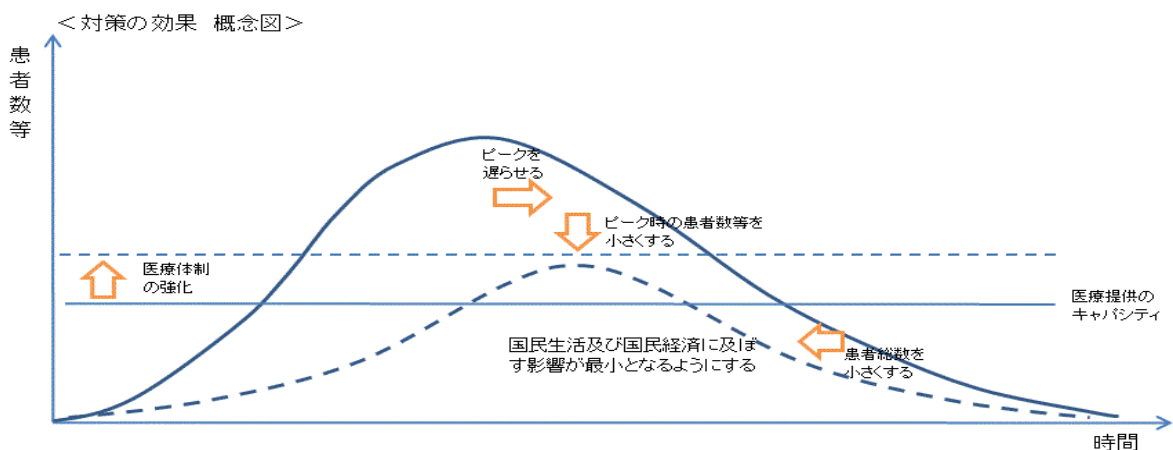 ＜対策の効果 概念図＞
患者数等
ピークを
遅らせる
ピーク時の患者数等を
小さくする
医療体制
の強化
医療提供の
キャパシティ
国民生活及び国民経済に及ぼ
す影響が最小となるようにする
患者総数を
小さくする
時間